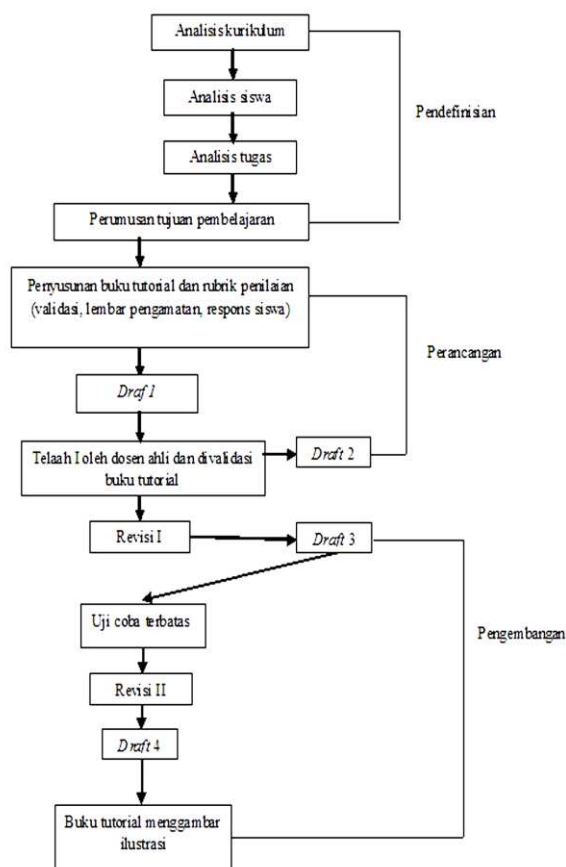 Analisis kurikulum
Analisis siswa
Pendefinisian
Analisis tugas
Perumusan tujuan pembelajaran
Penyusunan buku tutorial dan rubrik penilaian
(validasi, lembar pengamatan, respons siswa)
Perancangan
Draf 1
Telaah I oleh dosen ahli dan divalidasi
buku tutorial
Draft 2
Revisi I
Draft 3
Uji coba terbatas
Pengembangan
Revisi II
Draft 4
Buku tutorial menggambar
ilustrasi